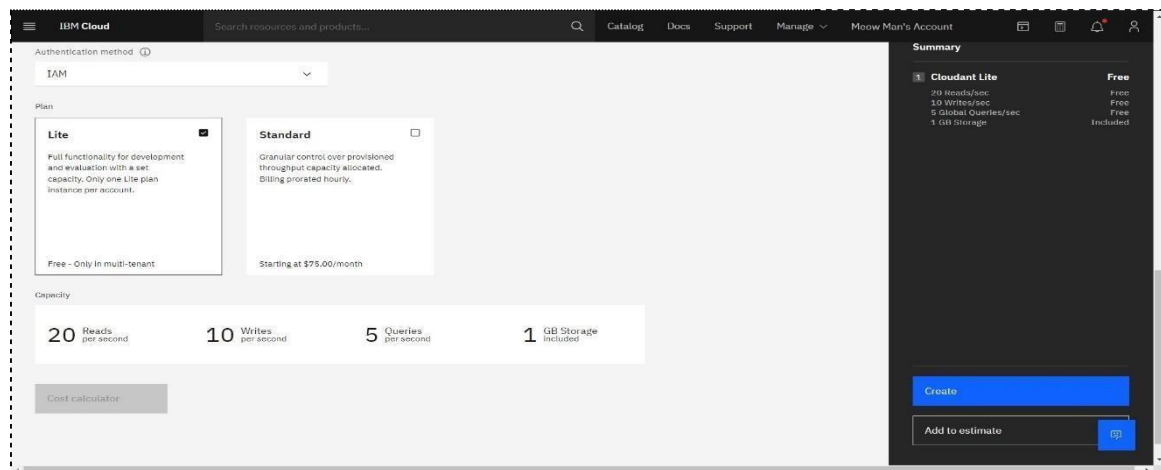 IBM Cloud
Search resources and products...
Catalog
Docs
Support
Manage
Meow Man's Account
Authentication method
IAM
Plan
Lite
Full functionality for development
and evaluation with a set
capacity. Only one Lite plan
instance per account.
Free - Only in multi-tenant
Standard
Granular control over provisioned
throughput capacity allocated.
Billing prorated hourly.
Starting at $75.00/month
Capacity
20 Reads per second
10 Writes per second
5 Queries per second
1 GB Storage included
Cost calculator
Summary
1 Cloudant Lite Free
20 Reads/sec Free
10 Writes/sec Free
5 Global Queries/sec Free
1 GB Storage Included
Create
Add to estimate